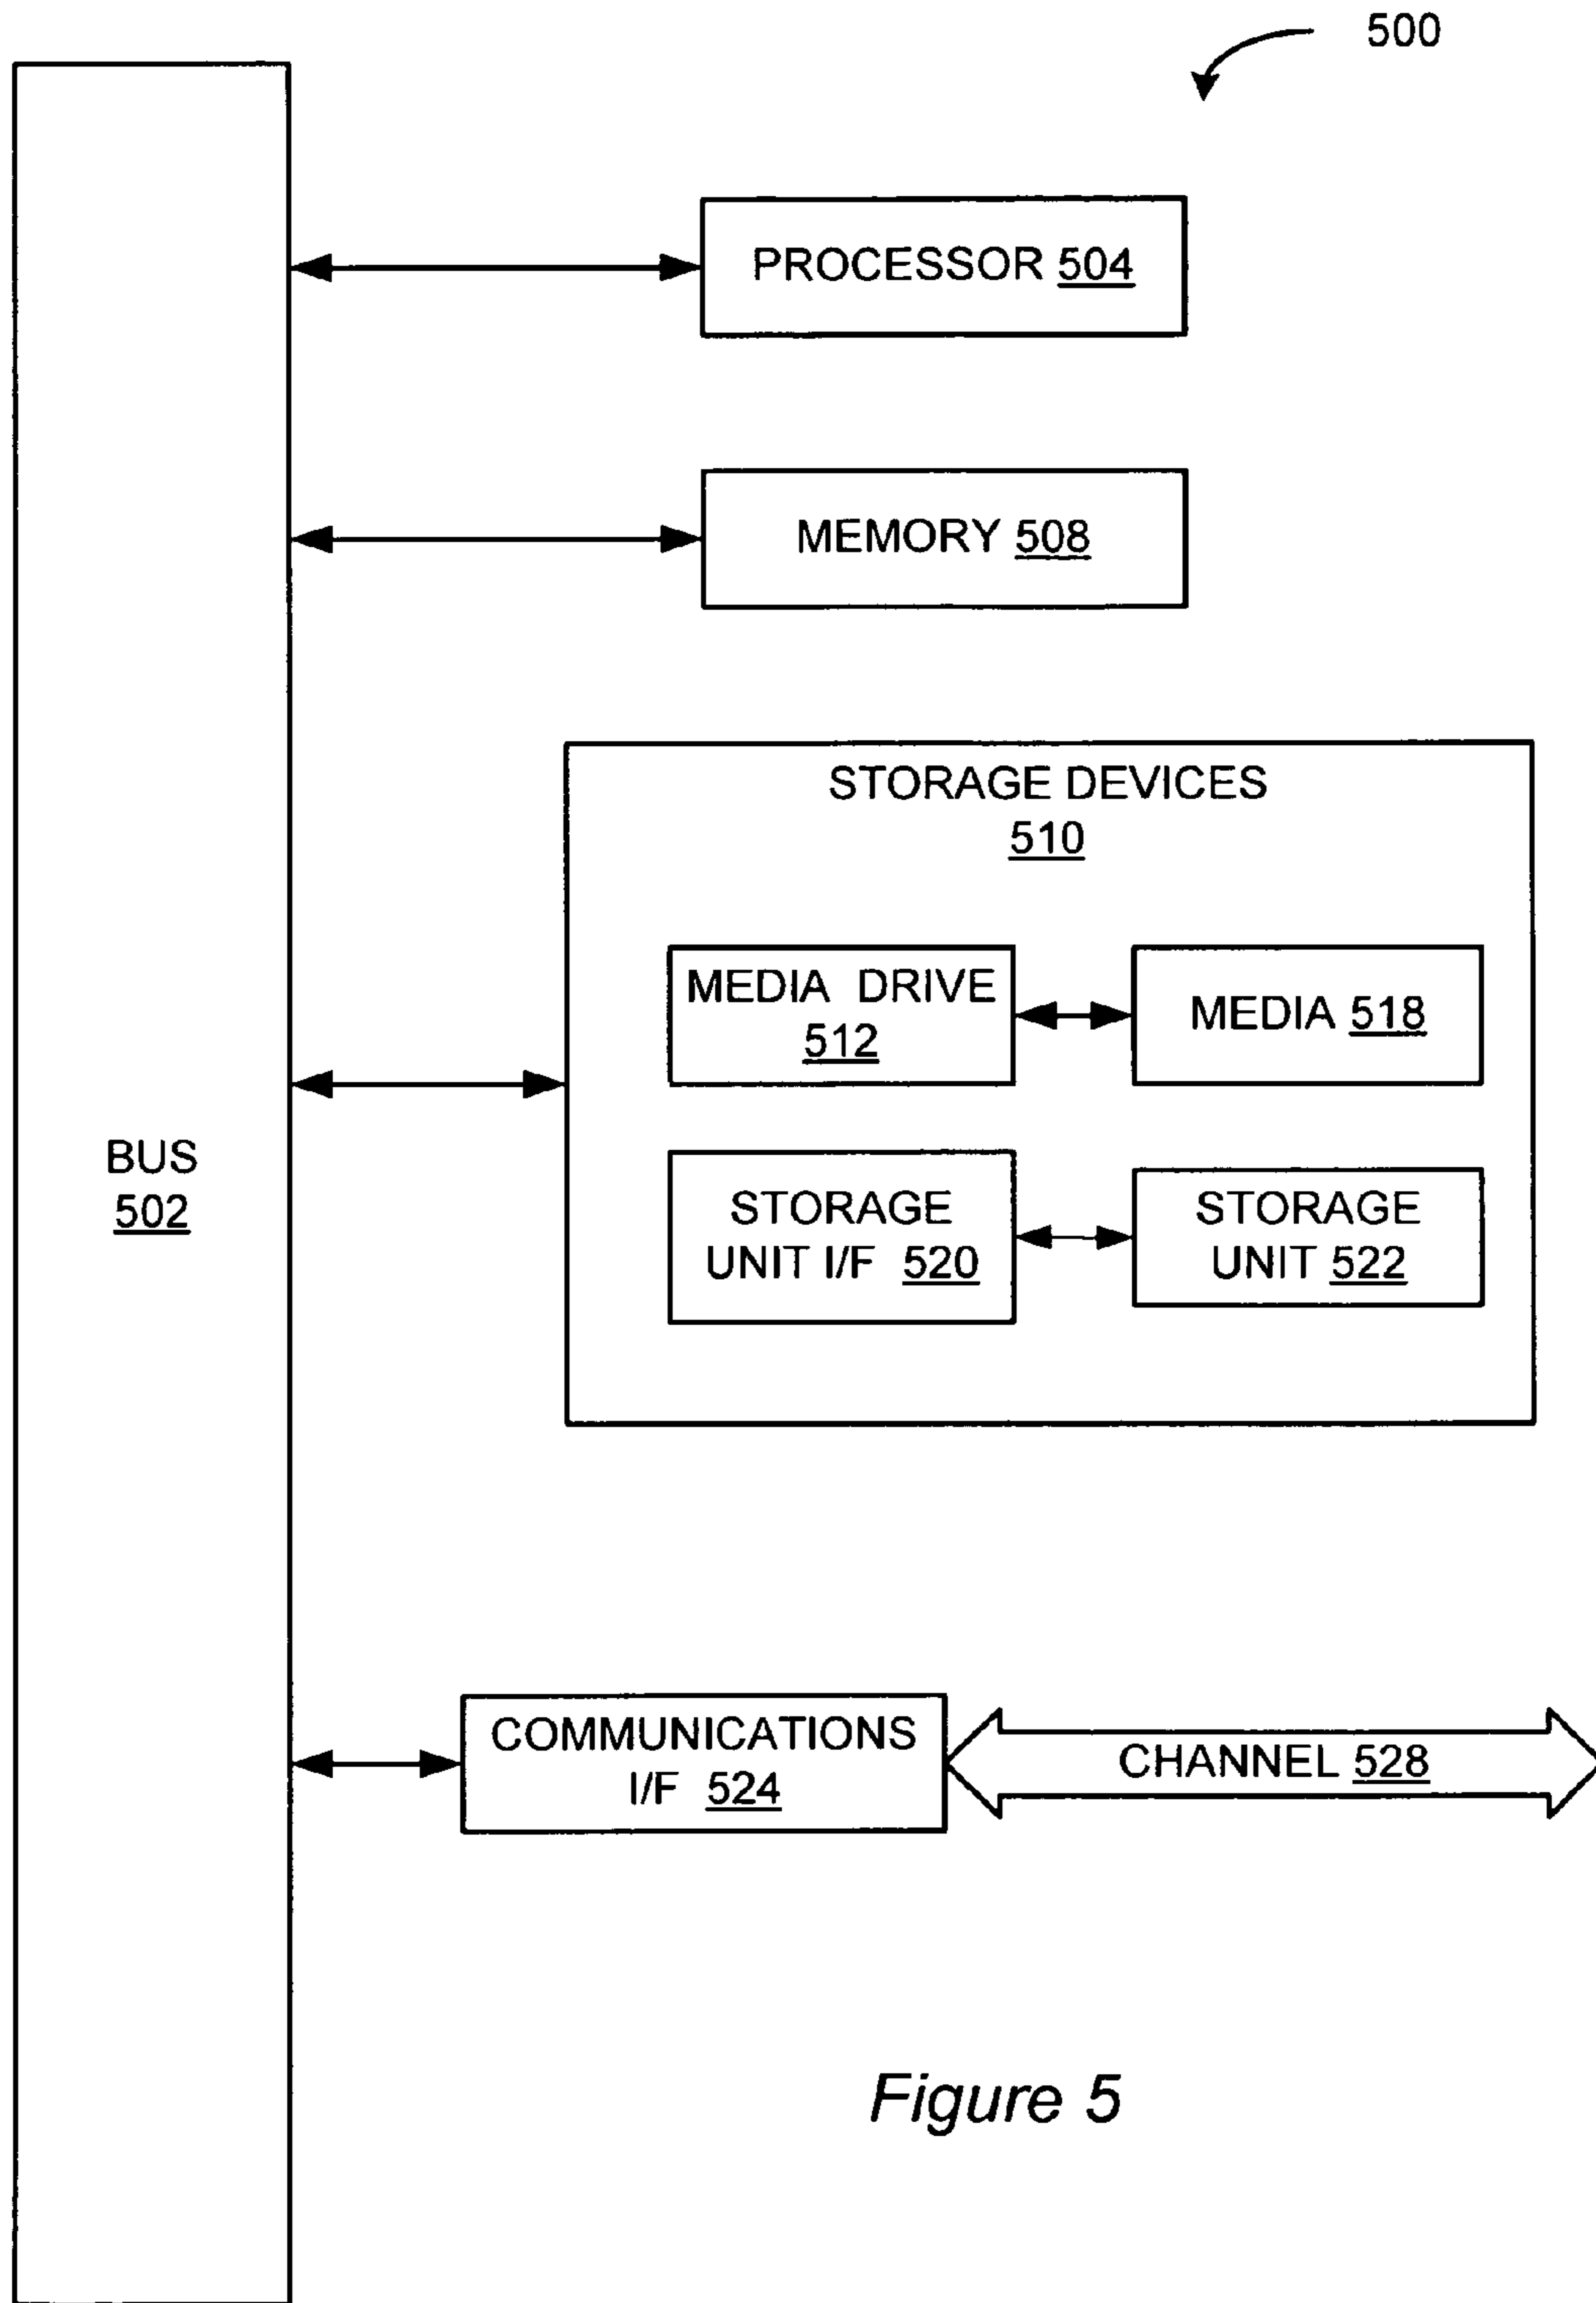 500
PROCESSOR 504
MEMORY 508
STORAGE DEVICES
510
MEDIA DRIVE
512
MEDIA 518
BUS
502
STORAGE
UNIT I/F 520
STORAGE
UNIT 522
COMMUNICATIONS
I/F 524
CHANNEL 528
Figure 5